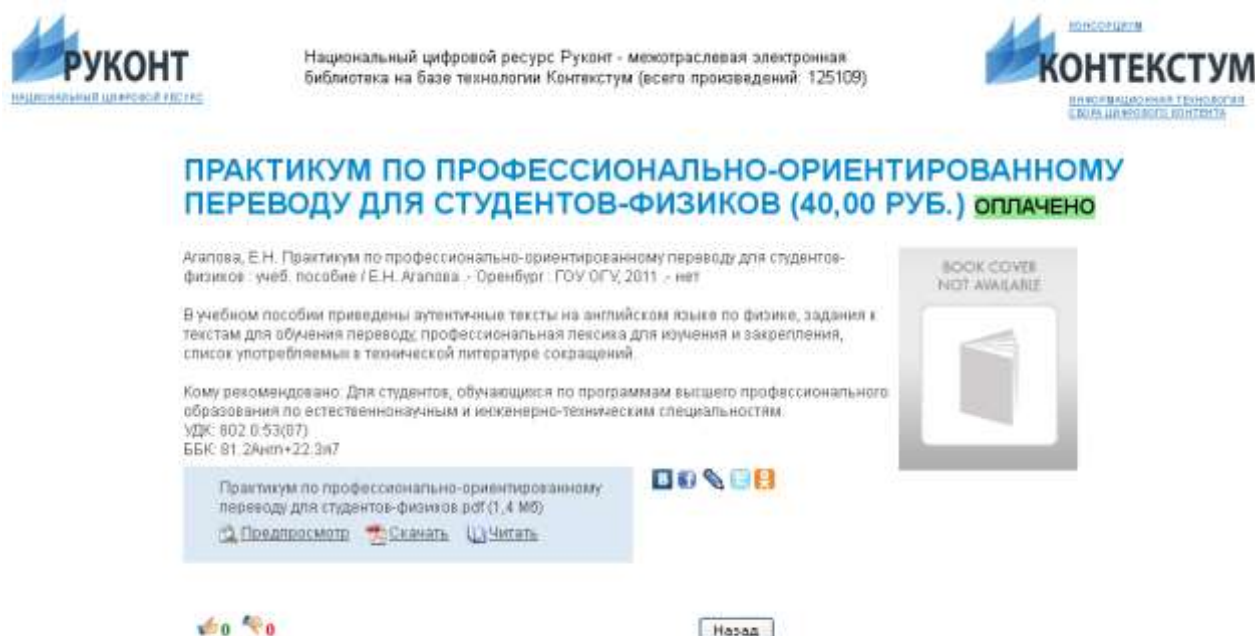 РУКОНТ
НАЦИОНАЛЬНЫЙ ЦИФРОВОЙ РЕСУРС
Национальный цифровой ресурс Руконт - межотраслевая электронная
библиотека на базе технологии Контекстум (всего произведений: 125109)
КОНСОРЦИУМ
КОНТЕКСТУМ
ИНФОРМАЦИОННАЯ ТЕХНОЛОГИЯ
СБОРА ЦИФРОВОГО КОНТЕНТА
ПРАКТИКУМ ПО ПРОФЕССИОНАЛЬНО-ОРИЕНТИРОВАННОМУ
ПЕРЕВОДУ ДЛЯ СТУДЕНТОВ-ФИЗИКОВ (40,00 РУБ.) ОПЛАЧЕНО
Агапова, Е.Н. Практикум по профессионально-ориентированному переводу для студентов-
физиков : учеб. пособие / Е.Н. Агапова .- Оренбург : ГОУ ОГУ, 2011 .- нет
BOOK COVER
NOT AVAILABLE
В учебном пособии приведены аутентичные тексты на английском языке по физике, задания к
текстам для обучения переводу, профессиональная лексика для изучения и закрепления,
список употребляемых в технической литературе сокращений.
Кому рекомендовано: Для студентов, обучающихся по программам высшего профессионального
образования по естественнонаучным и инженерно-техническим специальностям.
УДК: 802.0:53(07)
ББК: 81.2Англ+22.3я7
Практикум по профессионально-ориентированному
переводу для студентов-физиков.pdf (1,4 Мб)
Предпросмотр Скачать Читать
0 0
Назад